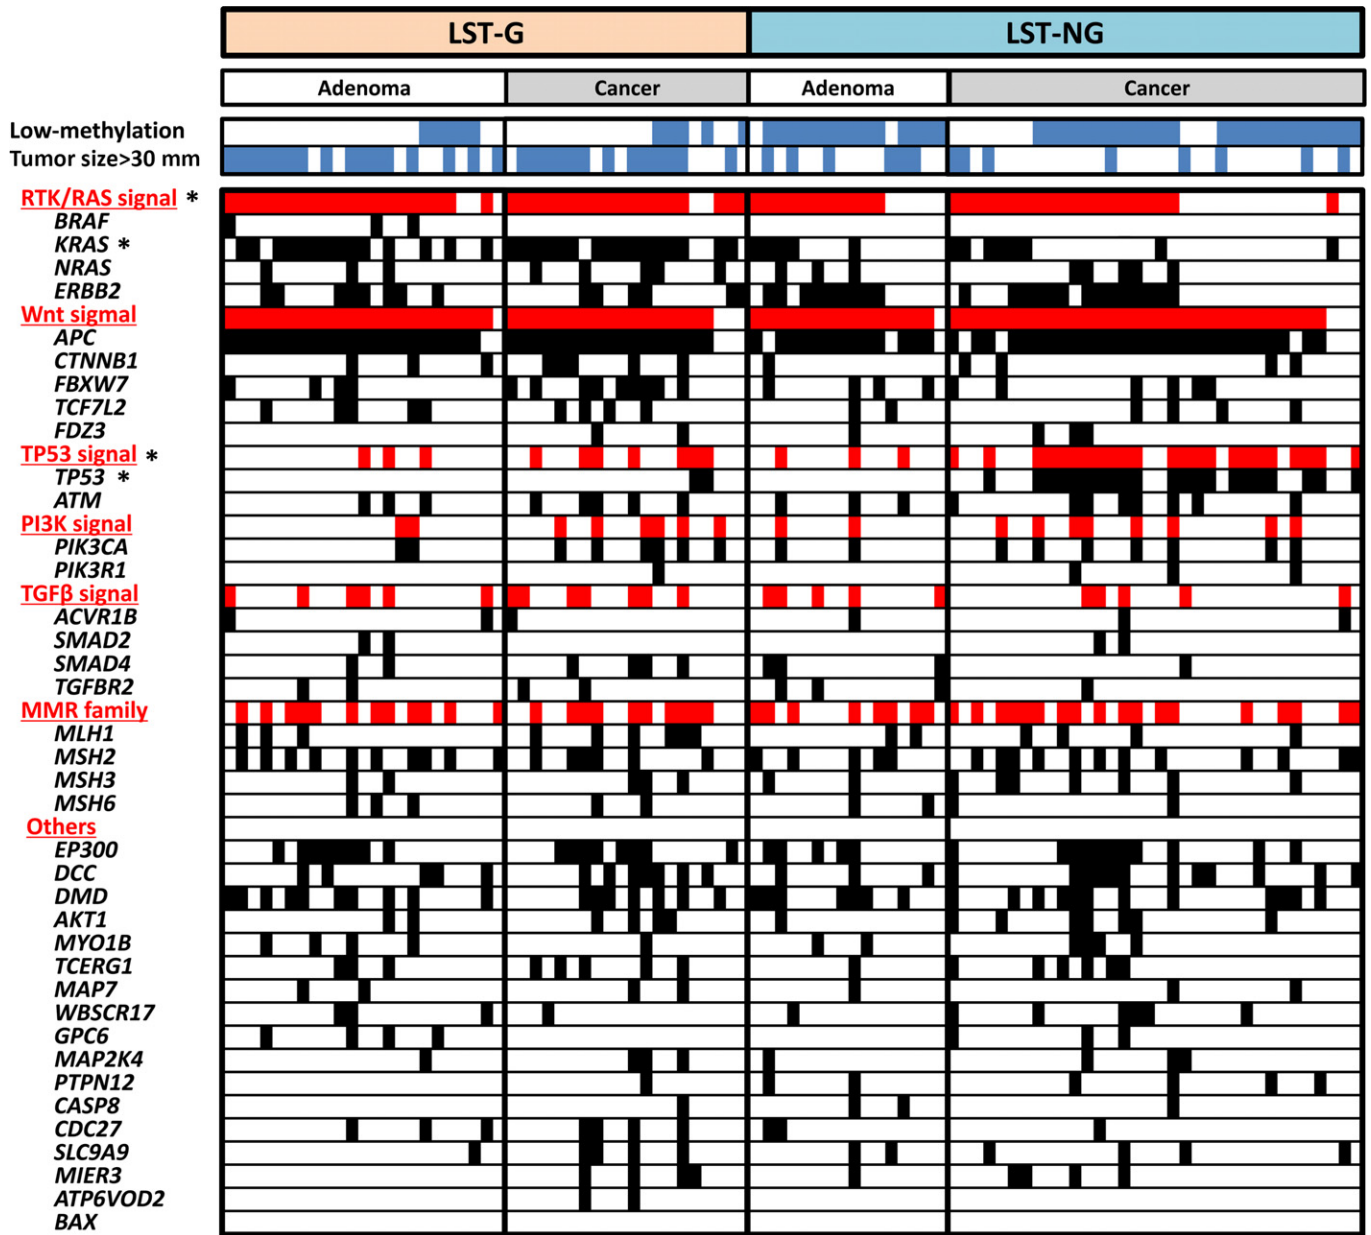 LST-G LST-NG
Adenoma Cancer Adenoma Cancer
Low-methylation
Tumor size>30 mm
RTK/RAS signal *
BRAF
KRAS *
NRAS
ERBB2
Wnt sigmal
APC
CTNNB1
FBXW7
TCF7L2
FDZ3
TP53 signal *
TP53 *
ATM
PI3K signal
PIK3CA
PIK3R1
TGFβ signal
ACVR1B
SMAD2
SMAD4
TGFBR2
MMR family
MLH1
MSH2
MSH3
MSH6
Others
EP300
DCC
DMD
AKT1
MYO1B
TCERG1
MAP7
WBSCR17
GPC6
MAP2K4
PTPN12
CASP8
CDC27
SLC9A9
MIER3
ATP6VOD2
BAX